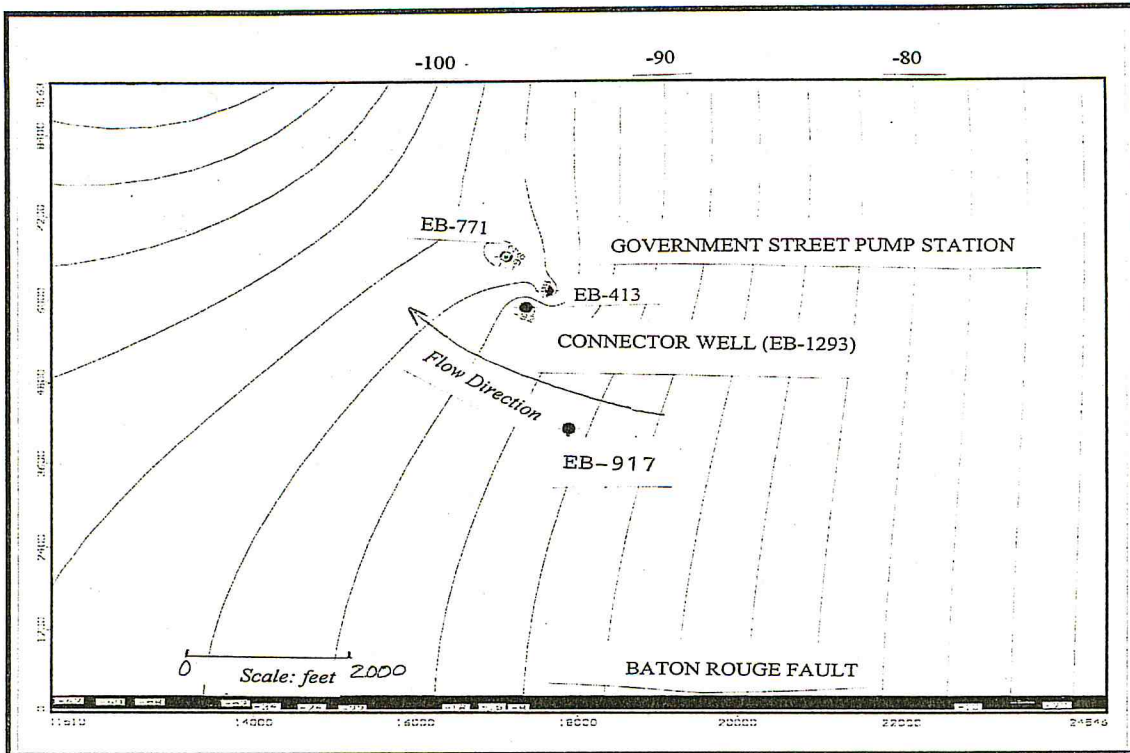 -100 -90 -80
EB-771
GOVERNMENT STREET PUMP STATION
EB-413
CONNECTOR WELL (EB-1293)
Flow Direction
EB-917
0 2000
Scale: feet
BATON ROUGE FAULT
14000 16000 18000 20000 22000